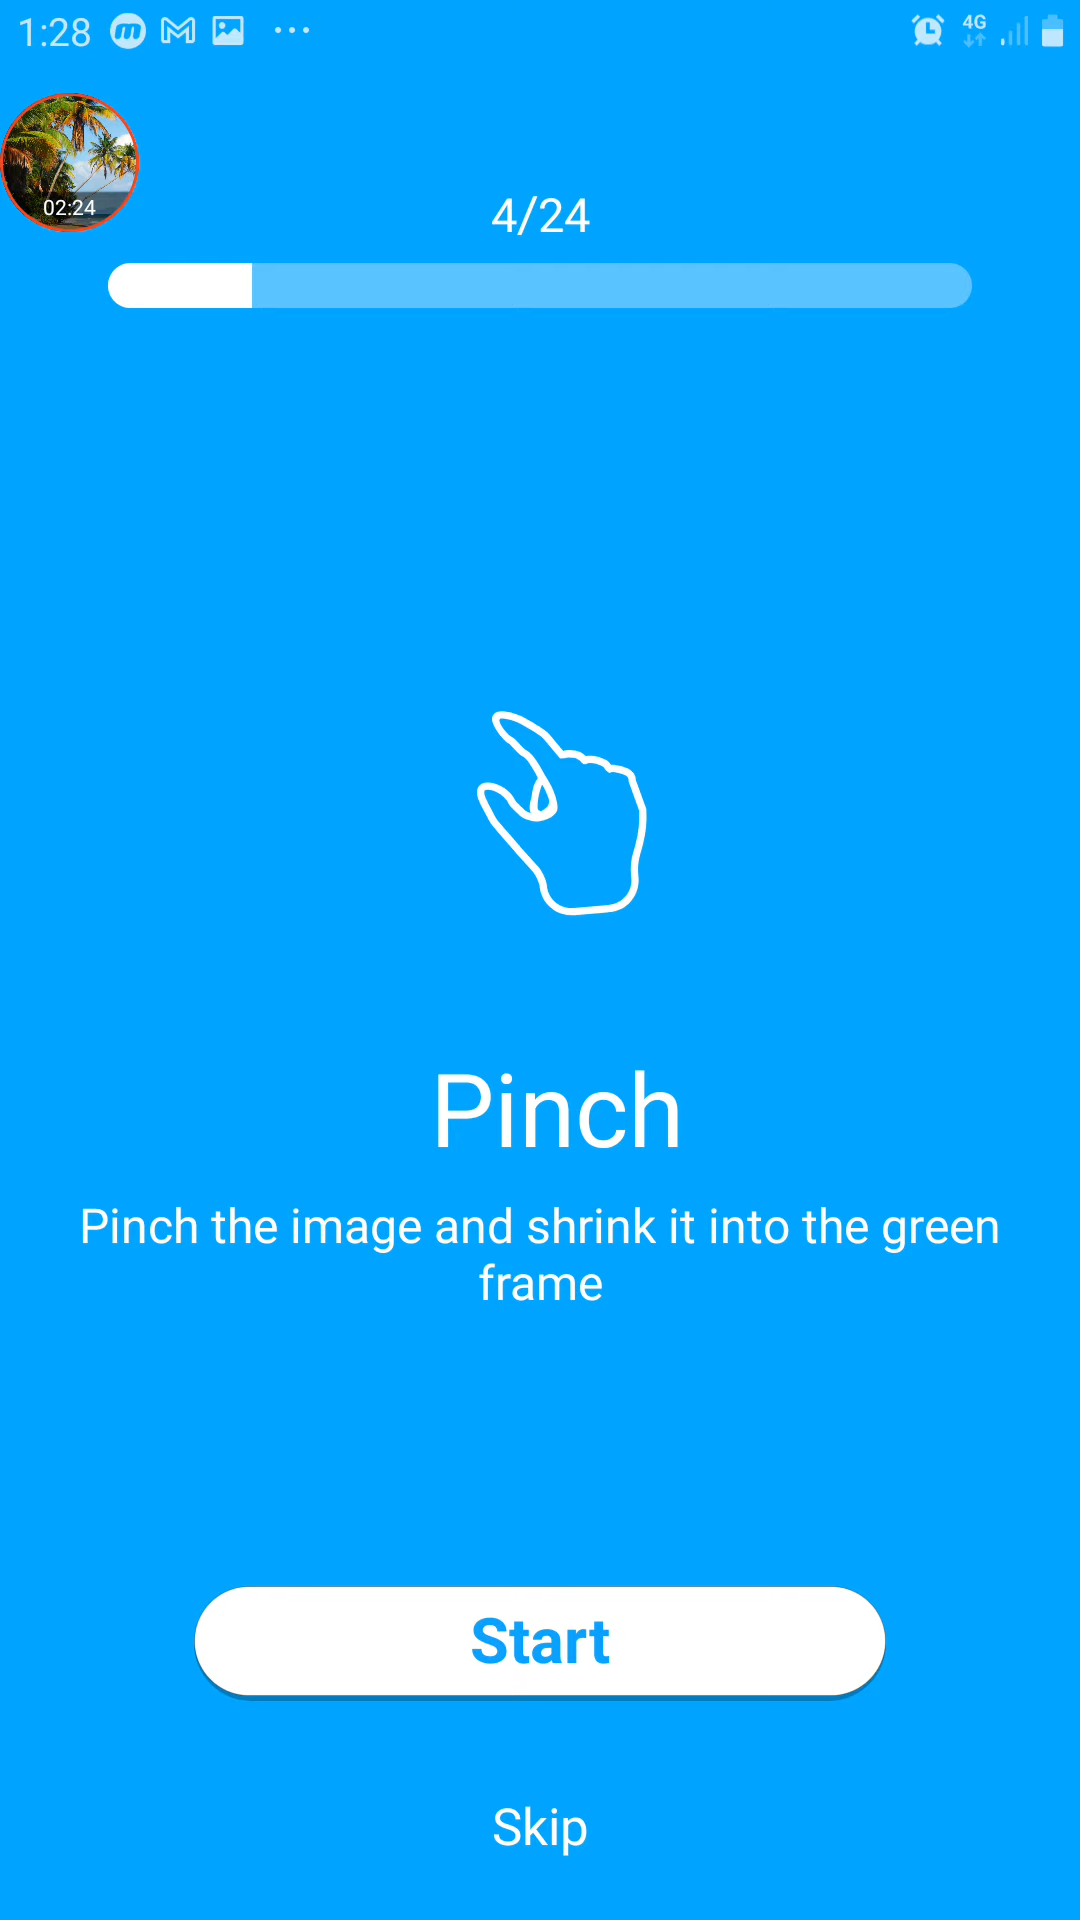 1:28
4G
02:24
4/24
Pinch
Pinch the image and shrink it into the green
frame
Start
Skip